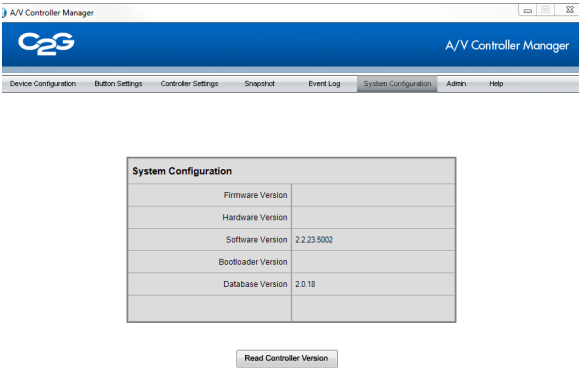 A/V Controller Manager
C2G
A/V Controller Manager
Device Configuration Button Settings Controller Settings Snapshot Event Log System Configuration Admin Help
System Configuration
Firmware Version
Hardware Version
Software Version 2.2.23.5002
Bootloader Version
Database Version 2.0.18
Read Controller Version